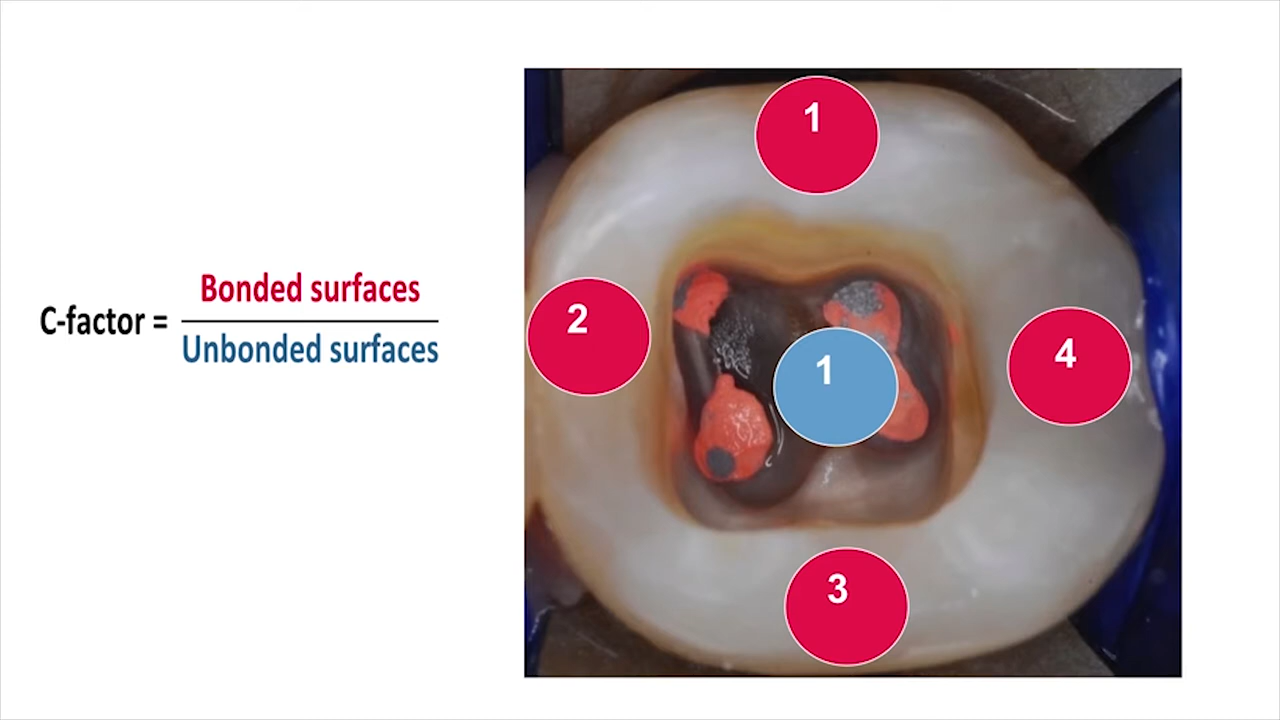 C-factor =
Bonded surfaces
Unbonded surfaces
1
2
1
4
3